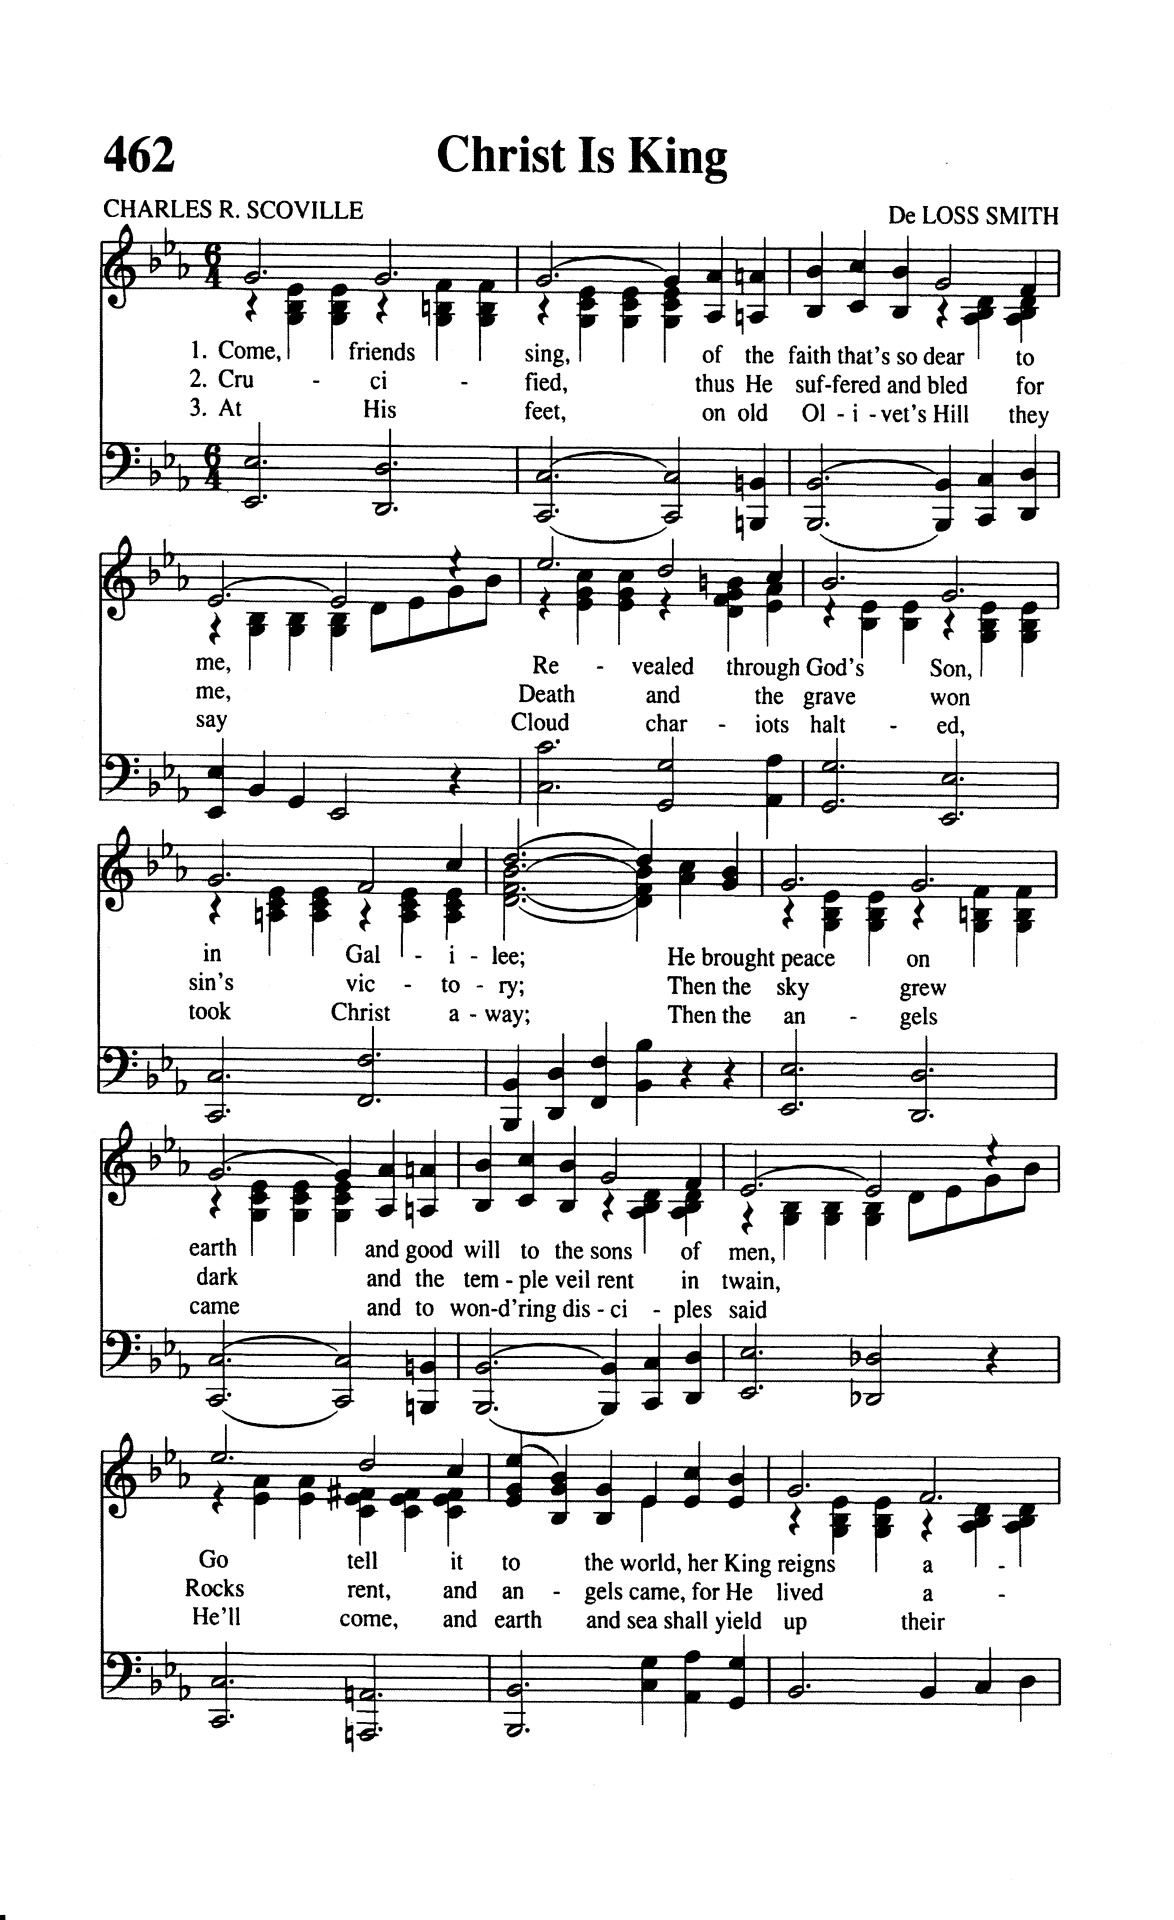 462 Christ Is King
CHARLES R. SCOVILLE De LOSS SMITH
1. Come, friends sing, of the faith that's so dear to
2. Cru - ci - fied, thus He suf-fered and bled for
3. At His feet, on old Ol - i - vet's Hill they
me, Re - vealed through God's Son,
me, Death and the grave won
say Cloud char - iots halt - ed,
in Gal - i - lee; He brought peace on
sin's vic - to - ry; Then the sky grew
took Christ a - way; Then the an - gels
earth and good will to the sons of men,
dark and the tem - ple veil rent in twain,
came and to won-d'ring dis - ci - ples said
Go tell it to the world, her King reigns a -
Rocks rent, and an - gels came, for He lived a -
He'll come, and earth and sea shall yield up their